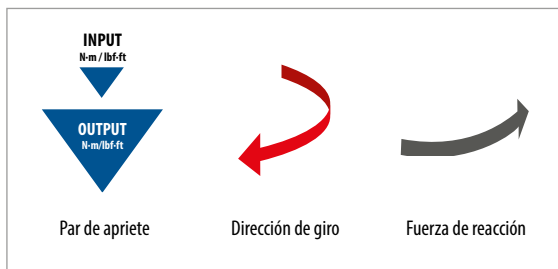 INPUT
N·m / lbf·ft
OUTPUT
N·m/lbf·ft
Par de apriete
Dirección de giro
Fuerza de reacción